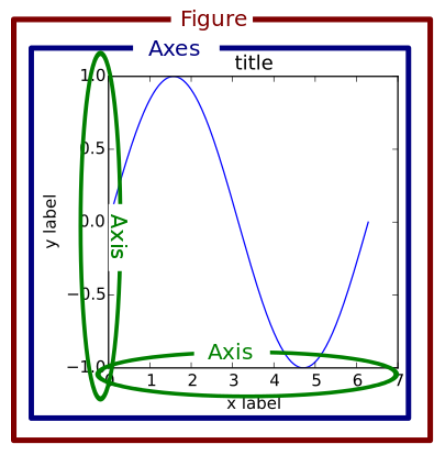 Figure
Axes
title
1.0
0.5
0.0
−0.5
−1.0
y label
Axis
Axis
0 1 2 3 4 5 6 7
x label